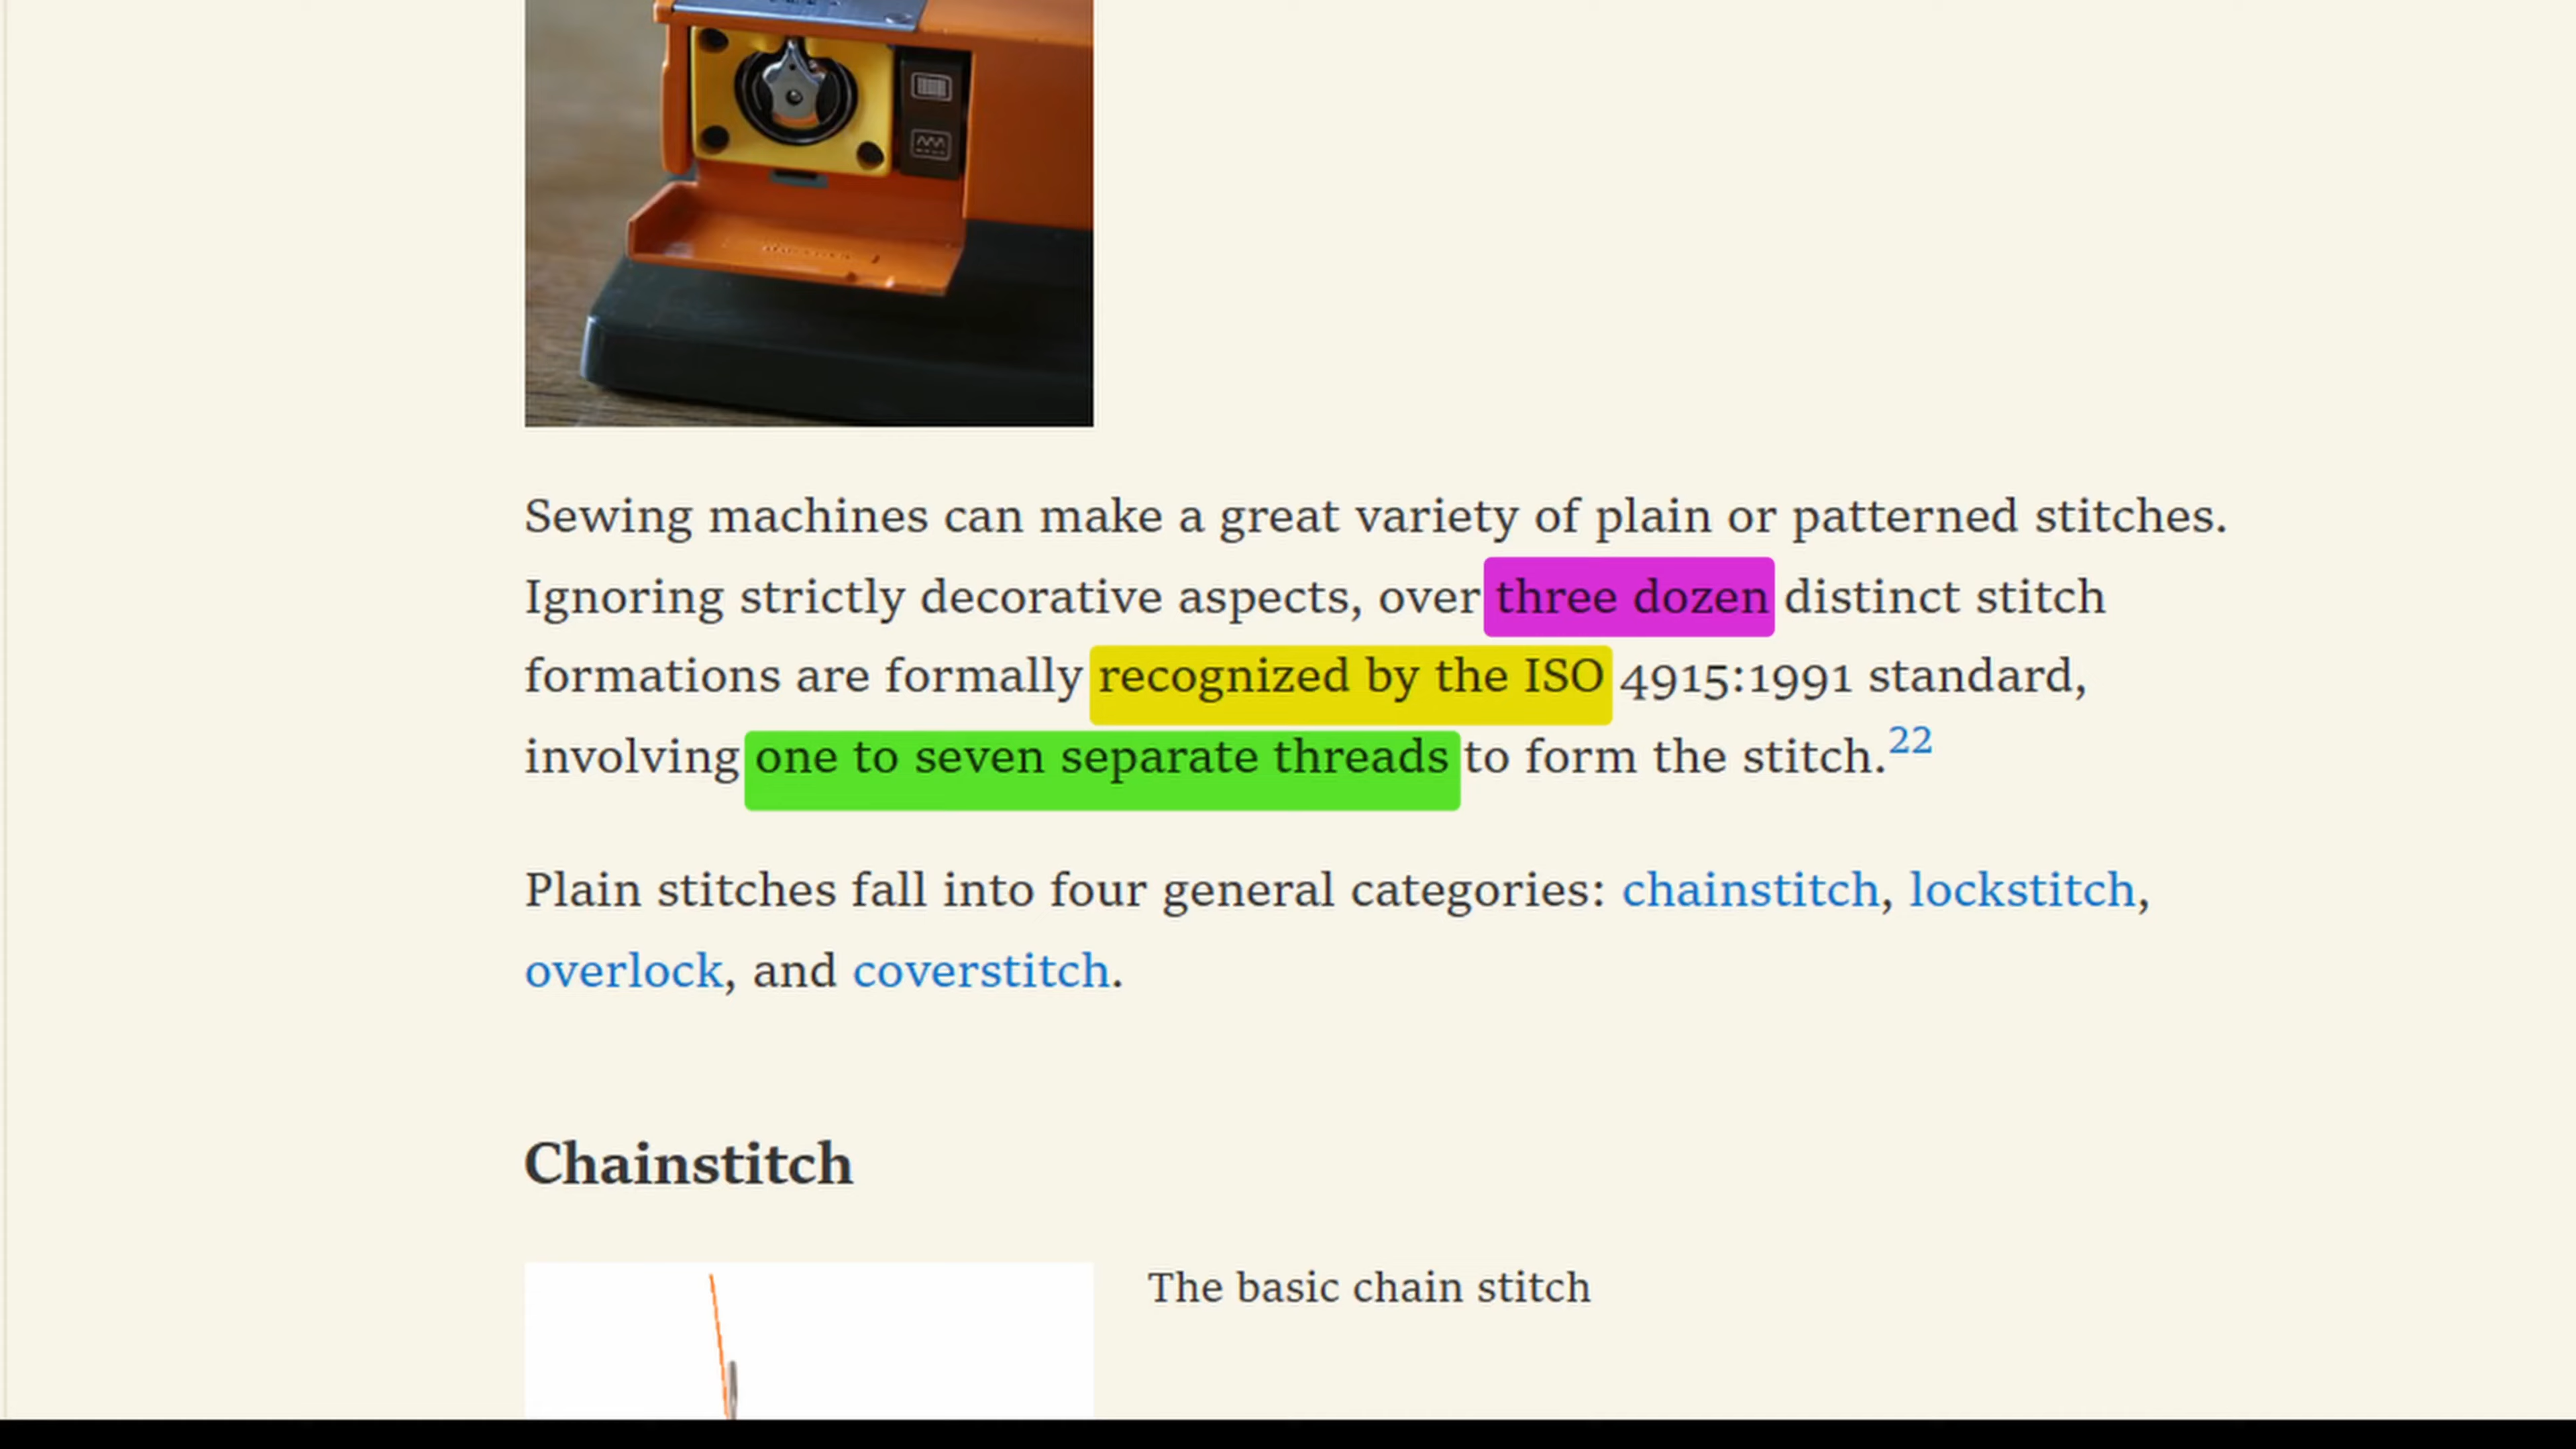 Sewing machines can make a great variety of plain or patterned stitches.
Ignoring strictly decorative aspects, over three dozen distinct stitch
formations are formally recognized by the ISO 4915:1991 standard,
involving one to seven separate threads to form the stitch.22
Plain stitches fall into four general categories: chainstitch, lockstitch,
overlock, and coverstitch.
Chainstitch
The basic chain stitch